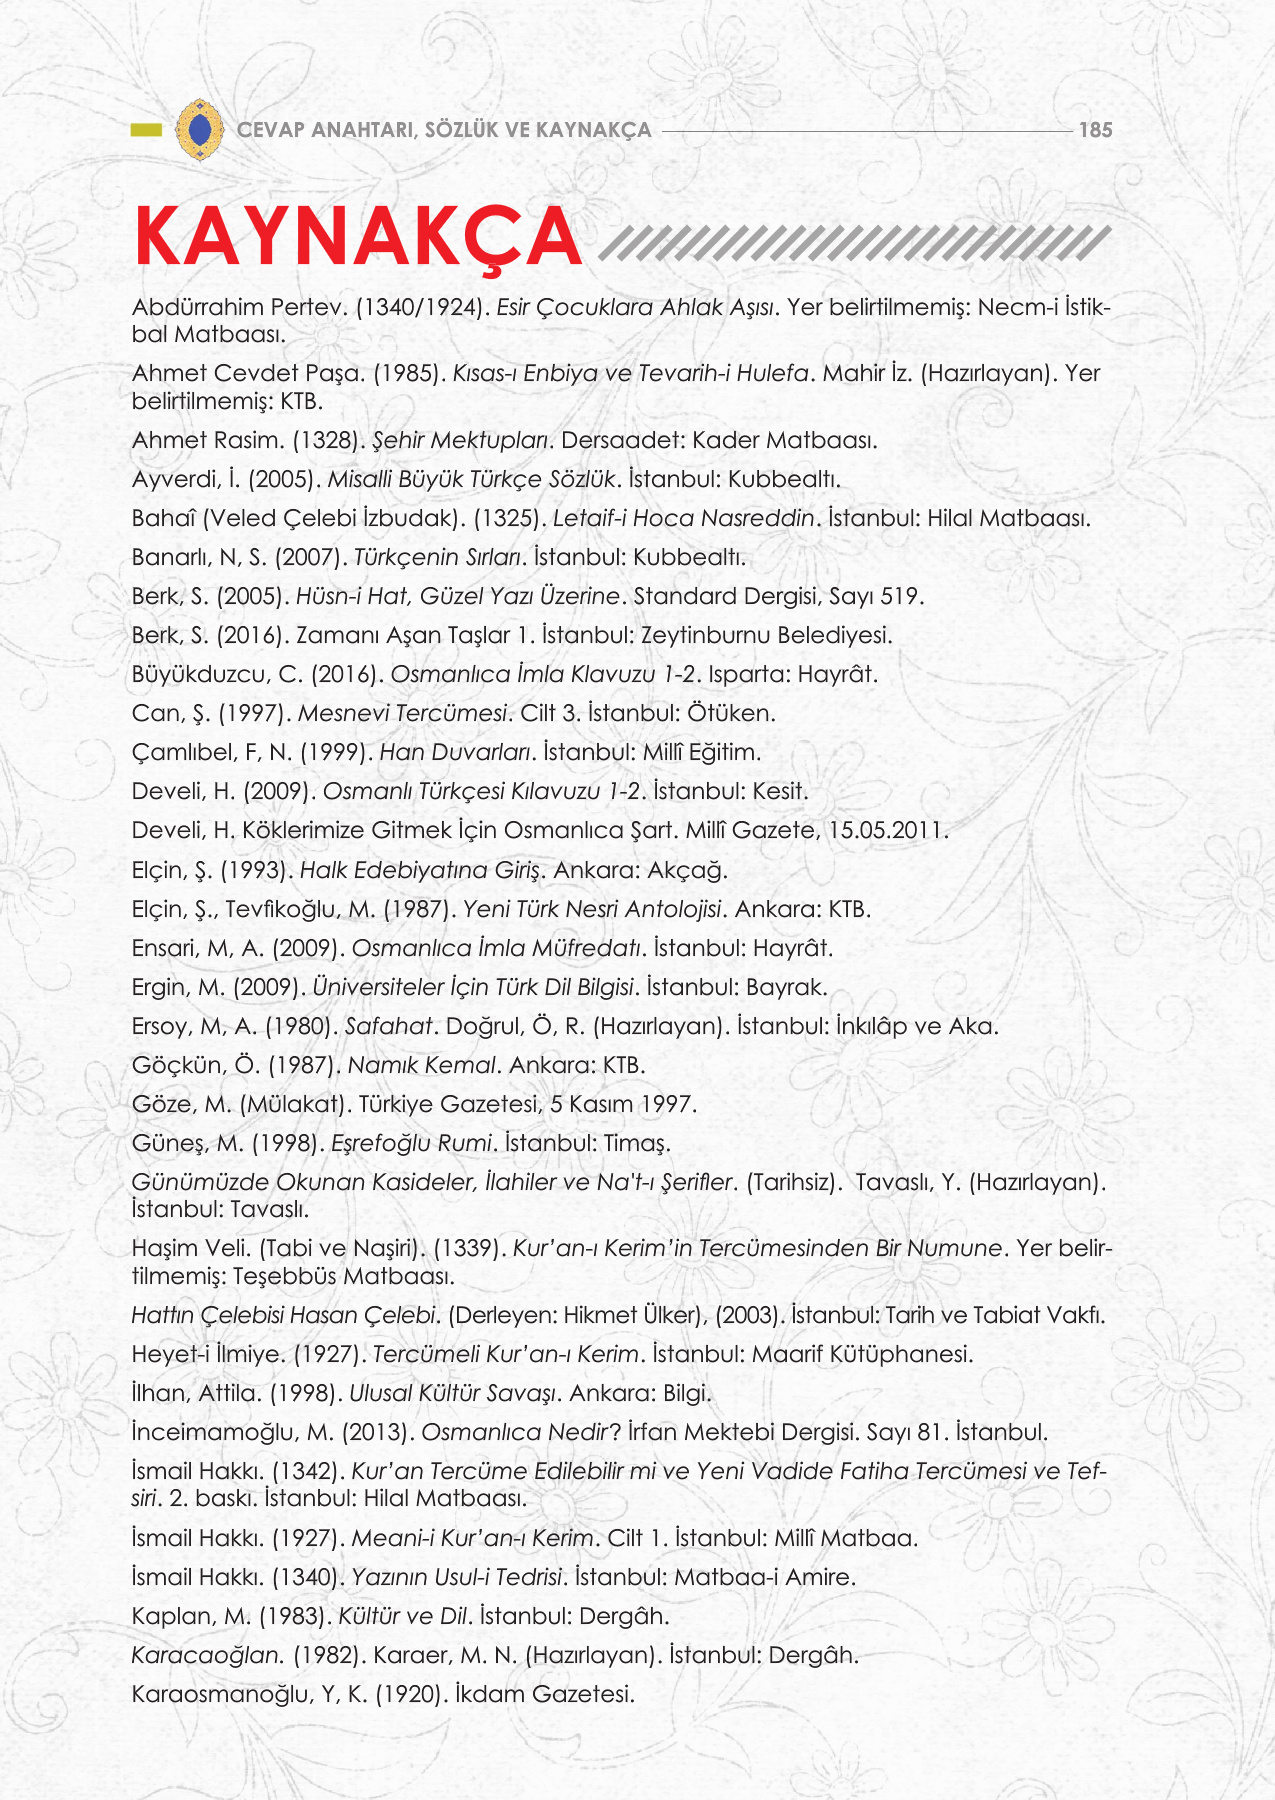 CEVAP ANAHTARI, SÖZLÜK VE KAYNAKÇA 185
KAYNAKÇA
Abdürrahim Pertev. (1340/1924). Esir Çocuklara Ahlak Aşısı. Yer belirtilmemiş: Necm-i İstik-
bal Matbaası.
Ahmet Cevdet Paşa. (1985). Kısas-ı Enbiya ve Tevarih-i Hulefa. Mahir İz. (Hazırlayan). Yer
belirtilmemiş: KTB.
Ahmet Rasim. (1328). Şehir Mektupları. Dersaadet: Kader Matbaası.
Ayverdi, İ. (2005). Misalli Büyük Türkçe Sözlük. İstanbul: Kubbealtı.
Bahaî (Veled Çelebi İzbudak). (1325). Letaif-i Hoca Nasreddin. İstanbul: Hilal Matbaası.
Banarlı, N, S. (2007). Türkçenin Sırları. İstanbul: Kubbealtı.
Berk, S. (2005). Hüsn-i Hat, Güzel Yazı Üzerine. Standard Dergisi, Sayı 519.
Berk, S. (2016). Zamanı Aşan Taşlar 1. İstanbul: Zeytinburnu Belediyesi.
Büyükduzcu, C. (2016). Osmanlıca İmla Klavuzu 1-2. Isparta: Hayrât.
Can, Ş. (1997). Mesnevi Tercümesi. Cilt 3. İstanbul: Ötüken.
Çamlıbel, F, N. (1999). Han Duvarları. İstanbul: Millî Eğitim.
Develi, H. (2009). Osmanlı Türkçesi Kılavuzu 1-2. İstanbul: Kesit.
Develi, H. Köklerimize Gitmek İçin Osmanlıca Şart. Millî Gazete, 15.05.2011.
Elçin, Ş. (1993). Halk Edebiyatına Giriş. Ankara: Akçağ.
Elçin, Ş., Tevfikoğlu, M. (1987). Yeni Türk Nesri Antolojisi. Ankara: KTB.
Ensari, M, A. (2009). Osmanlıca İmla Müfredatı. İstanbul: Hayrât.
Ergin, M. (2009). Üniversiteler İçin Türk Dil Bilgisi. İstanbul: Bayrak.
Ersoy, M, A. (1980). Safahat. Doğrul, Ö, R. (Hazırlayan). İstanbul: İnkılâp ve Aka.
Göçkün, Ö. (1987). Namık Kemal. Ankara: KTB.
Göze, M. (Mülakat). Türkiye Gazetesi, 5 Kasım 1997.
Güneş, M. (1998). Eşrefoğlu Rumi. İstanbul: Timaş.
Günümüzde Okunan Kasideler, İlahiler ve Na't-ı Şerifler. (Tarihsiz). Tavaslı, Y. (Hazırlayan).
İstanbul: Tavaslı.
Haşim Veli. (Tabi ve Naşiri). (1339). Kur’an-ı Kerim’in Tercümesinden Bir Numune. Yer belir-
tilmemiş: Teşebbüs Matbaası.
Hattın Çelebisi Hasan Çelebi. (Derleyen: Hikmet Ülker), (2003). İstanbul: Tarih ve Tabiat Vakfı.
Heyet-i İlmiye. (1927). Tercümeli Kur’an-ı Kerim. İstanbul: Maarif Kütüphanesi.
İlhan, Attila. (1998). Ulusal Kültür Savaşı. Ankara: Bilgi.
İnceimamoğlu, M. (2013). Osmanlıca Nedir? İrfan Mektebi Dergisi. Sayı 81. İstanbul.
İsmail Hakkı. (1342). Kur’an Tercüme Edilebilir mi ve Yeni Vadide Fatiha Tercümesi ve Tef-
siri. 2. baskı. İstanbul: Hilal Matbaası.
İsmail Hakkı. (1927). Meani-i Kur’an-ı Kerim. Cilt 1. İstanbul: Millî Matbaa.
İsmail Hakkı. (1340). Yazının Usul-i Tedrisi. İstanbul: Matbaa-i Amire.
Kaplan, M. (1983). Kültür ve Dil. İstanbul: Dergâh.
Karacaoğlan. (1982). Karaer, M. N. (Hazırlayan). İstanbul: Dergâh.
Karaosmanoğlu, Y, K. (1920). İkdam Gazetesi.